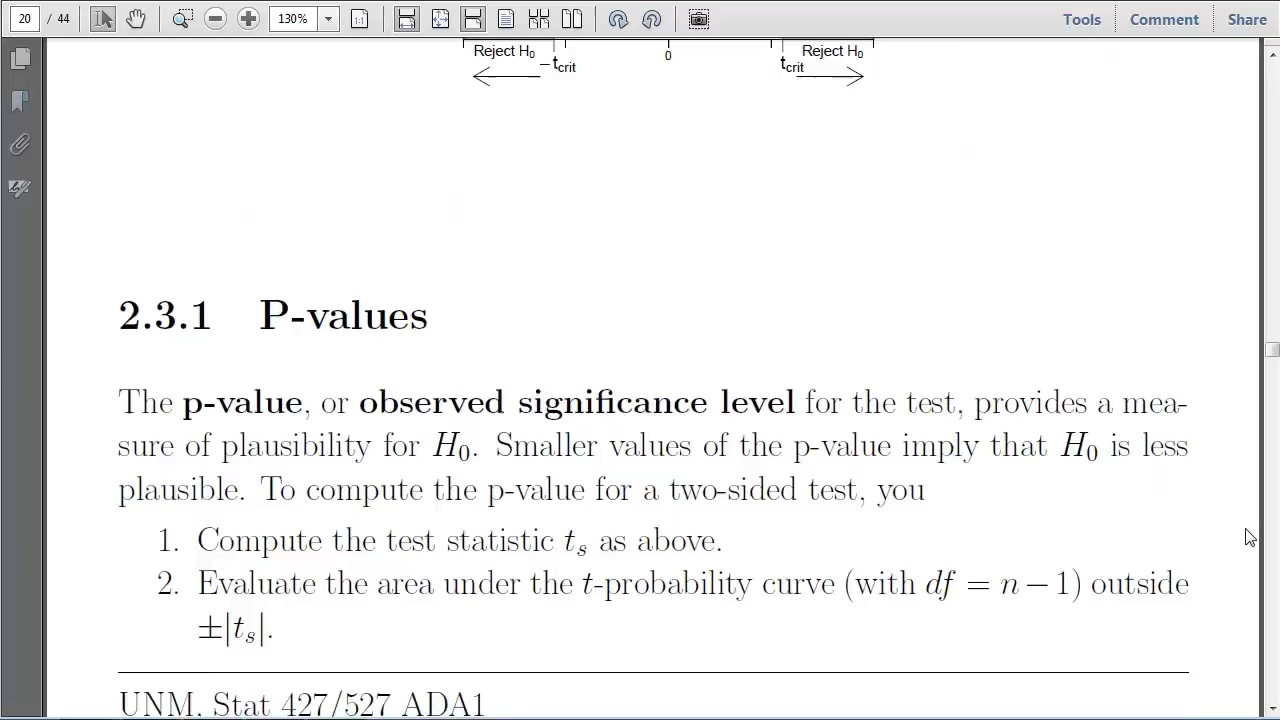 20 / 44 130% Tools Comment Share
Reject H0 −tcrit 0 tcrit Reject H0
2.3.1 P-values
The p-value, or observed significance level for the test, provides a mea-
sure of plausibility for H0. Smaller values of the p-value imply that H0 is less
plausible. To compute the p-value for a two-sided test, you
1. Compute the test statistic ts as above.
2. Evaluate the area under the t-probability curve (with df = n − 1) outside
±|ts|.
UNM, Stat 427/527 ADA1